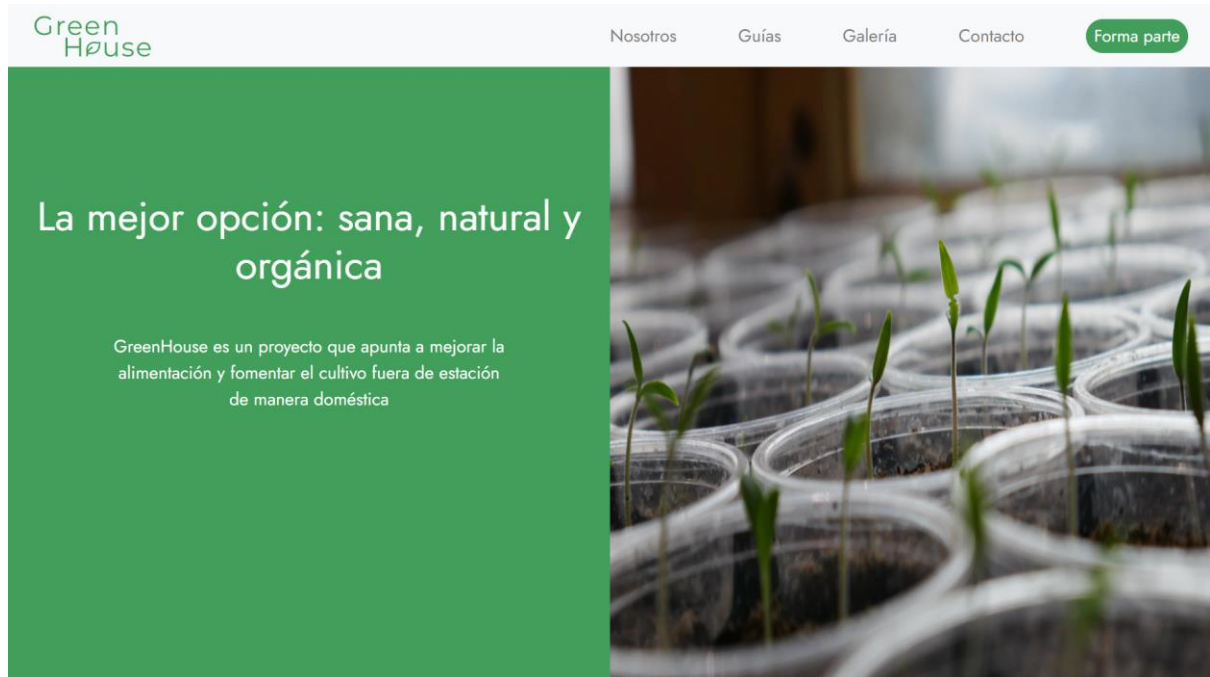 Green
House
Nosotros Guías Galería Contacto Forma parte
La mejor opción: sana, natural y
orgánica
GreenHouse es un proyecto que apunta a mejorar la
alimentación y fomentar el cultivo fuera de estación
de manera doméstica